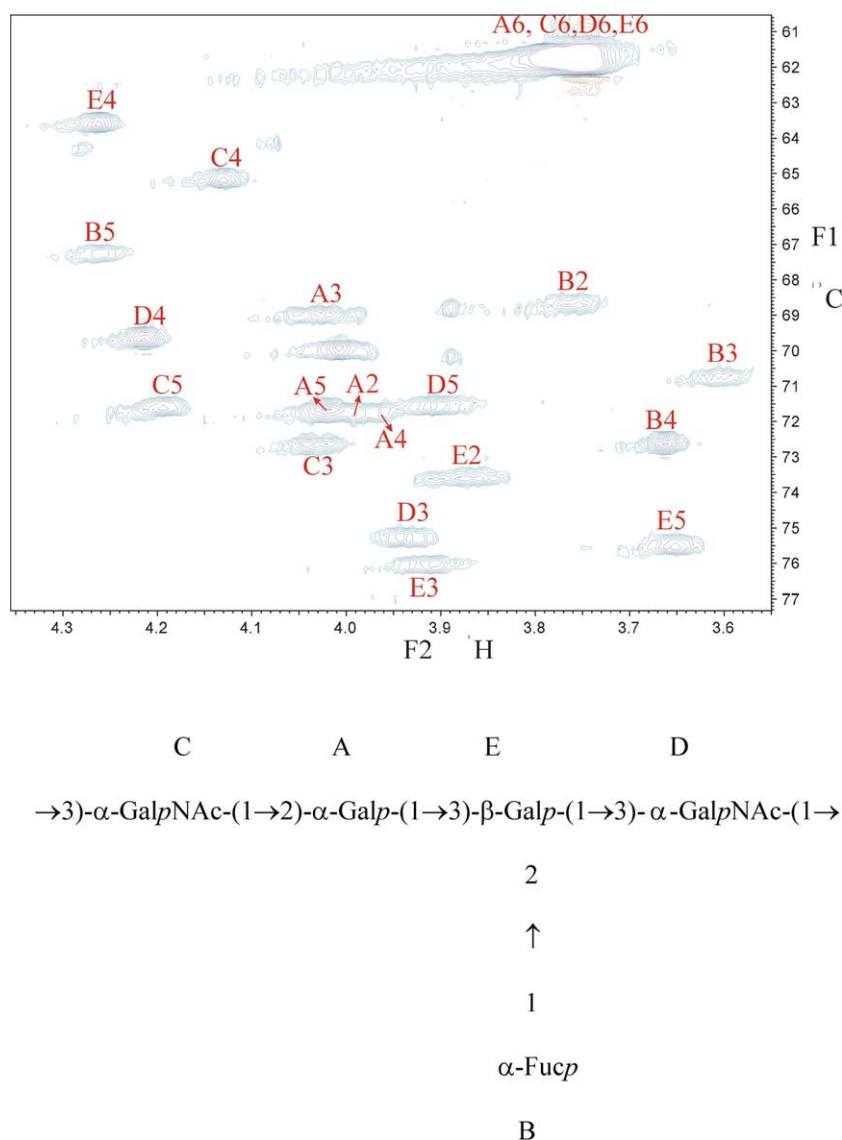 A6, C6,D6,E6
61
62
E4
63
64
C4
65
66
B5
67
F1
B2
68
¹³C
A3
D4
69
70
B3
C5
A5
A2
D5
71
B4
72
A4
C3
E2
73
74
D3
E5
75
76
E3
77
4.3 4.2 4.1 4.0 3.9 3.8 3.7 3.6
F2 ¹H
C A E D
→3)-α-GalpNAc-(1→2)-α-Galp-(1→3)-β-Galp-(1→3)- α-GalpNAc-(1→
2
↑
1
α-Fucp
B